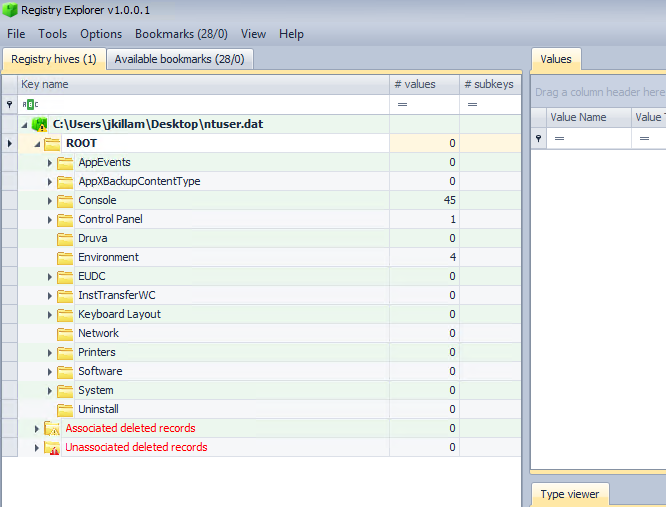 Registry Explorer v1.0.0.1
File Tools Options Bookmarks (28/0) View Help
Registry hives (1) Available bookmarks (28/0) Values
Key name # values # subkeys Drag a column header here
ABC = = Value Name Value T
C:\Users\jkillam\Desktop\ntuser.dat = =
ROOT 0
AppEvents 0
AppXBackupContentType 0
Console 45
Control Panel 1
Druva 0
Environment 4
EUDC 0
InstTransferWC 0
Keyboard Layout 0
Network 0
Printers 0
Software 0
System 0
Uninstall 0
Associated deleted records 0
Unassociated deleted records 0
Type viewer